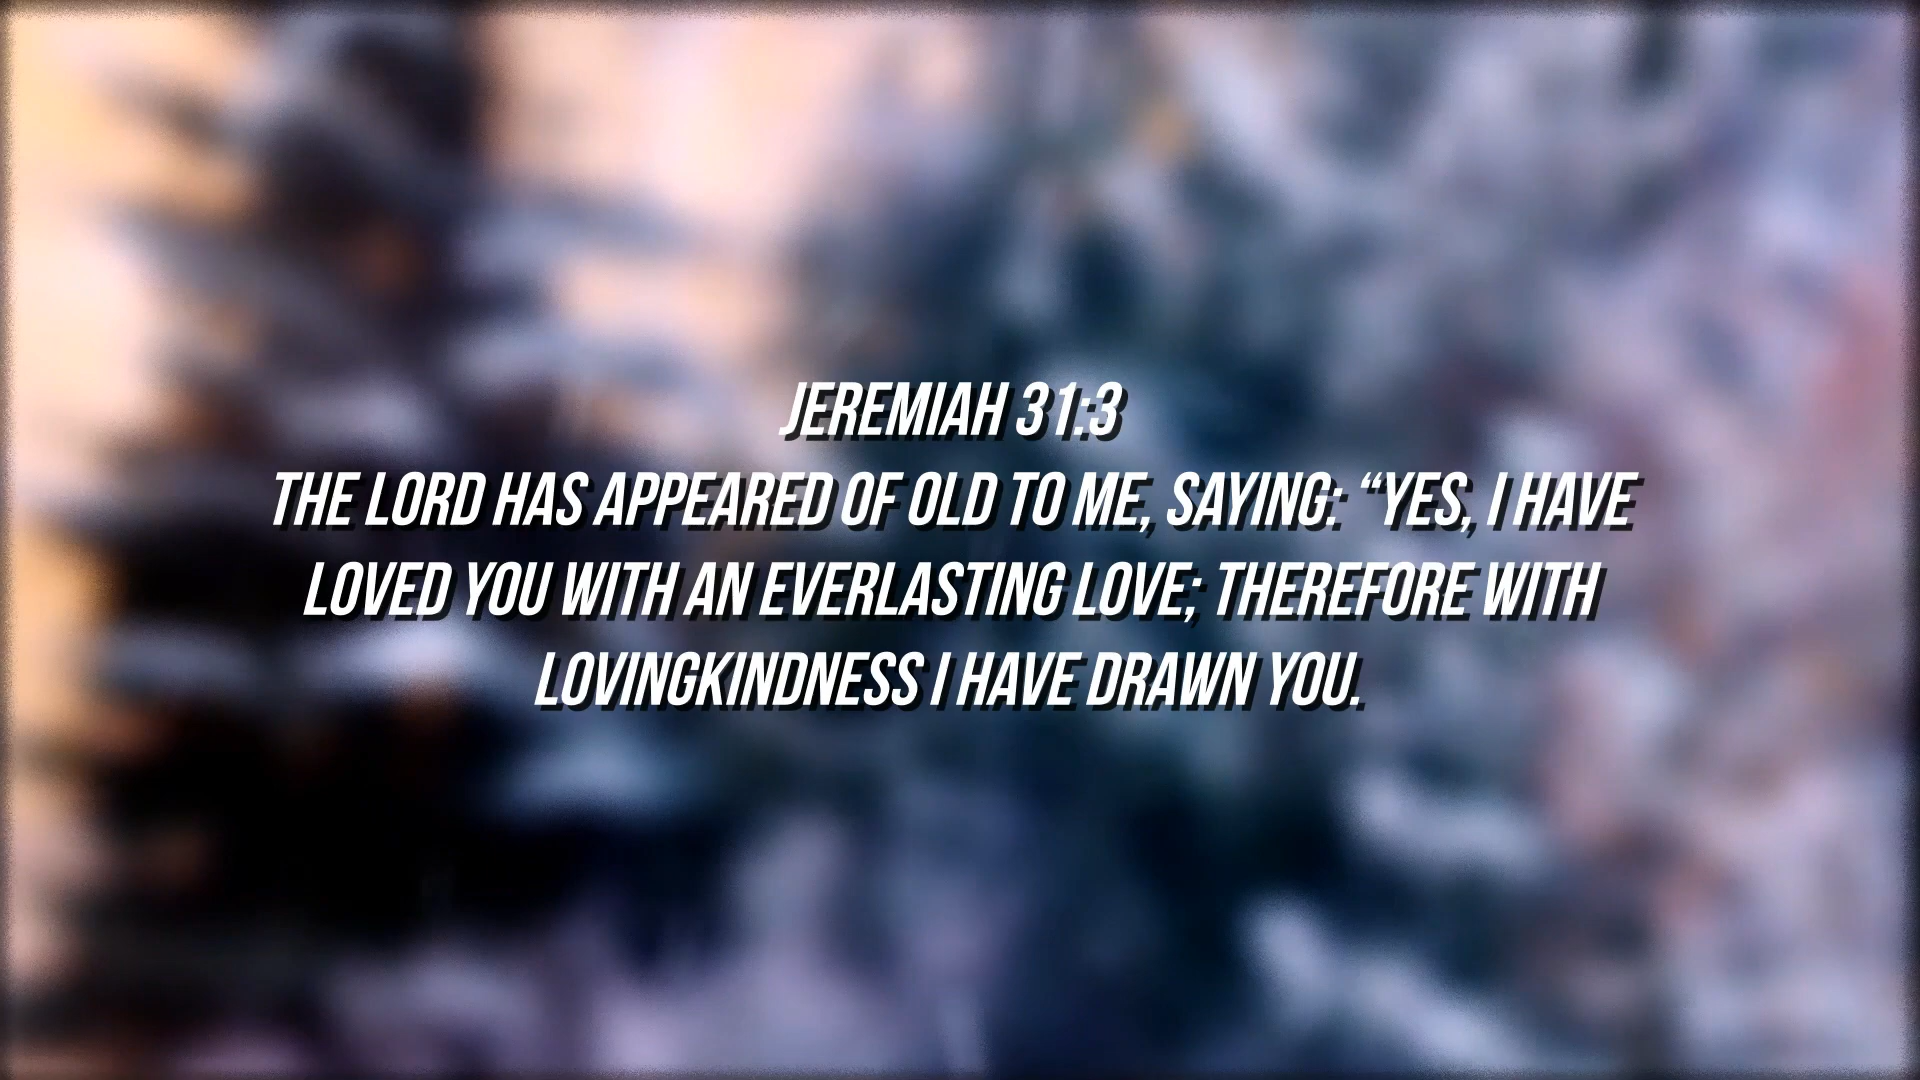 JEREMIAH 31:3
THE LORD HAS APPEARED OF OLD TO ME, SAYING: “YES, I HAVE
LOVED YOU WITH AN EVERLASTING LOVE; THEREFORE WITH
LOVINGKINDNESS I HAVE DRAWN YOU.